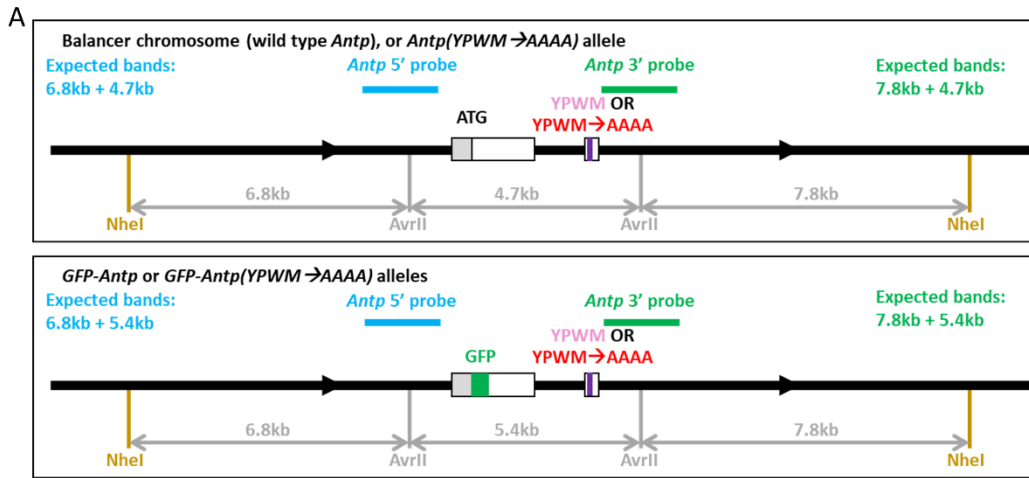 A
Balancer chromosome (wild type Antp), or Antp(YPWM→AAAA) allele
Expected bands:
6.8kb + 4.7kb
Antp 5’ probe
Antp 3’ probe
Expected bands:
7.8kb + 4.7kb
YPWM OR
YPWM→AAAA
ATG
6.8kb
4.7kb
7.8kb
NheI
AvrII
AvrII
NheI
GFP-Antp or GFP-Antp(YPWM→AAAA) alleles
Expected bands:
6.8kb + 5.4kb
Antp 5’ probe
Antp 3’ probe
Expected bands:
7.8kb + 5.4kb
YPWM OR
YPWM→AAAA
GFP
6.8kb
5.4kb
7.8kb
NheI
AvrII
AvrII
NheI